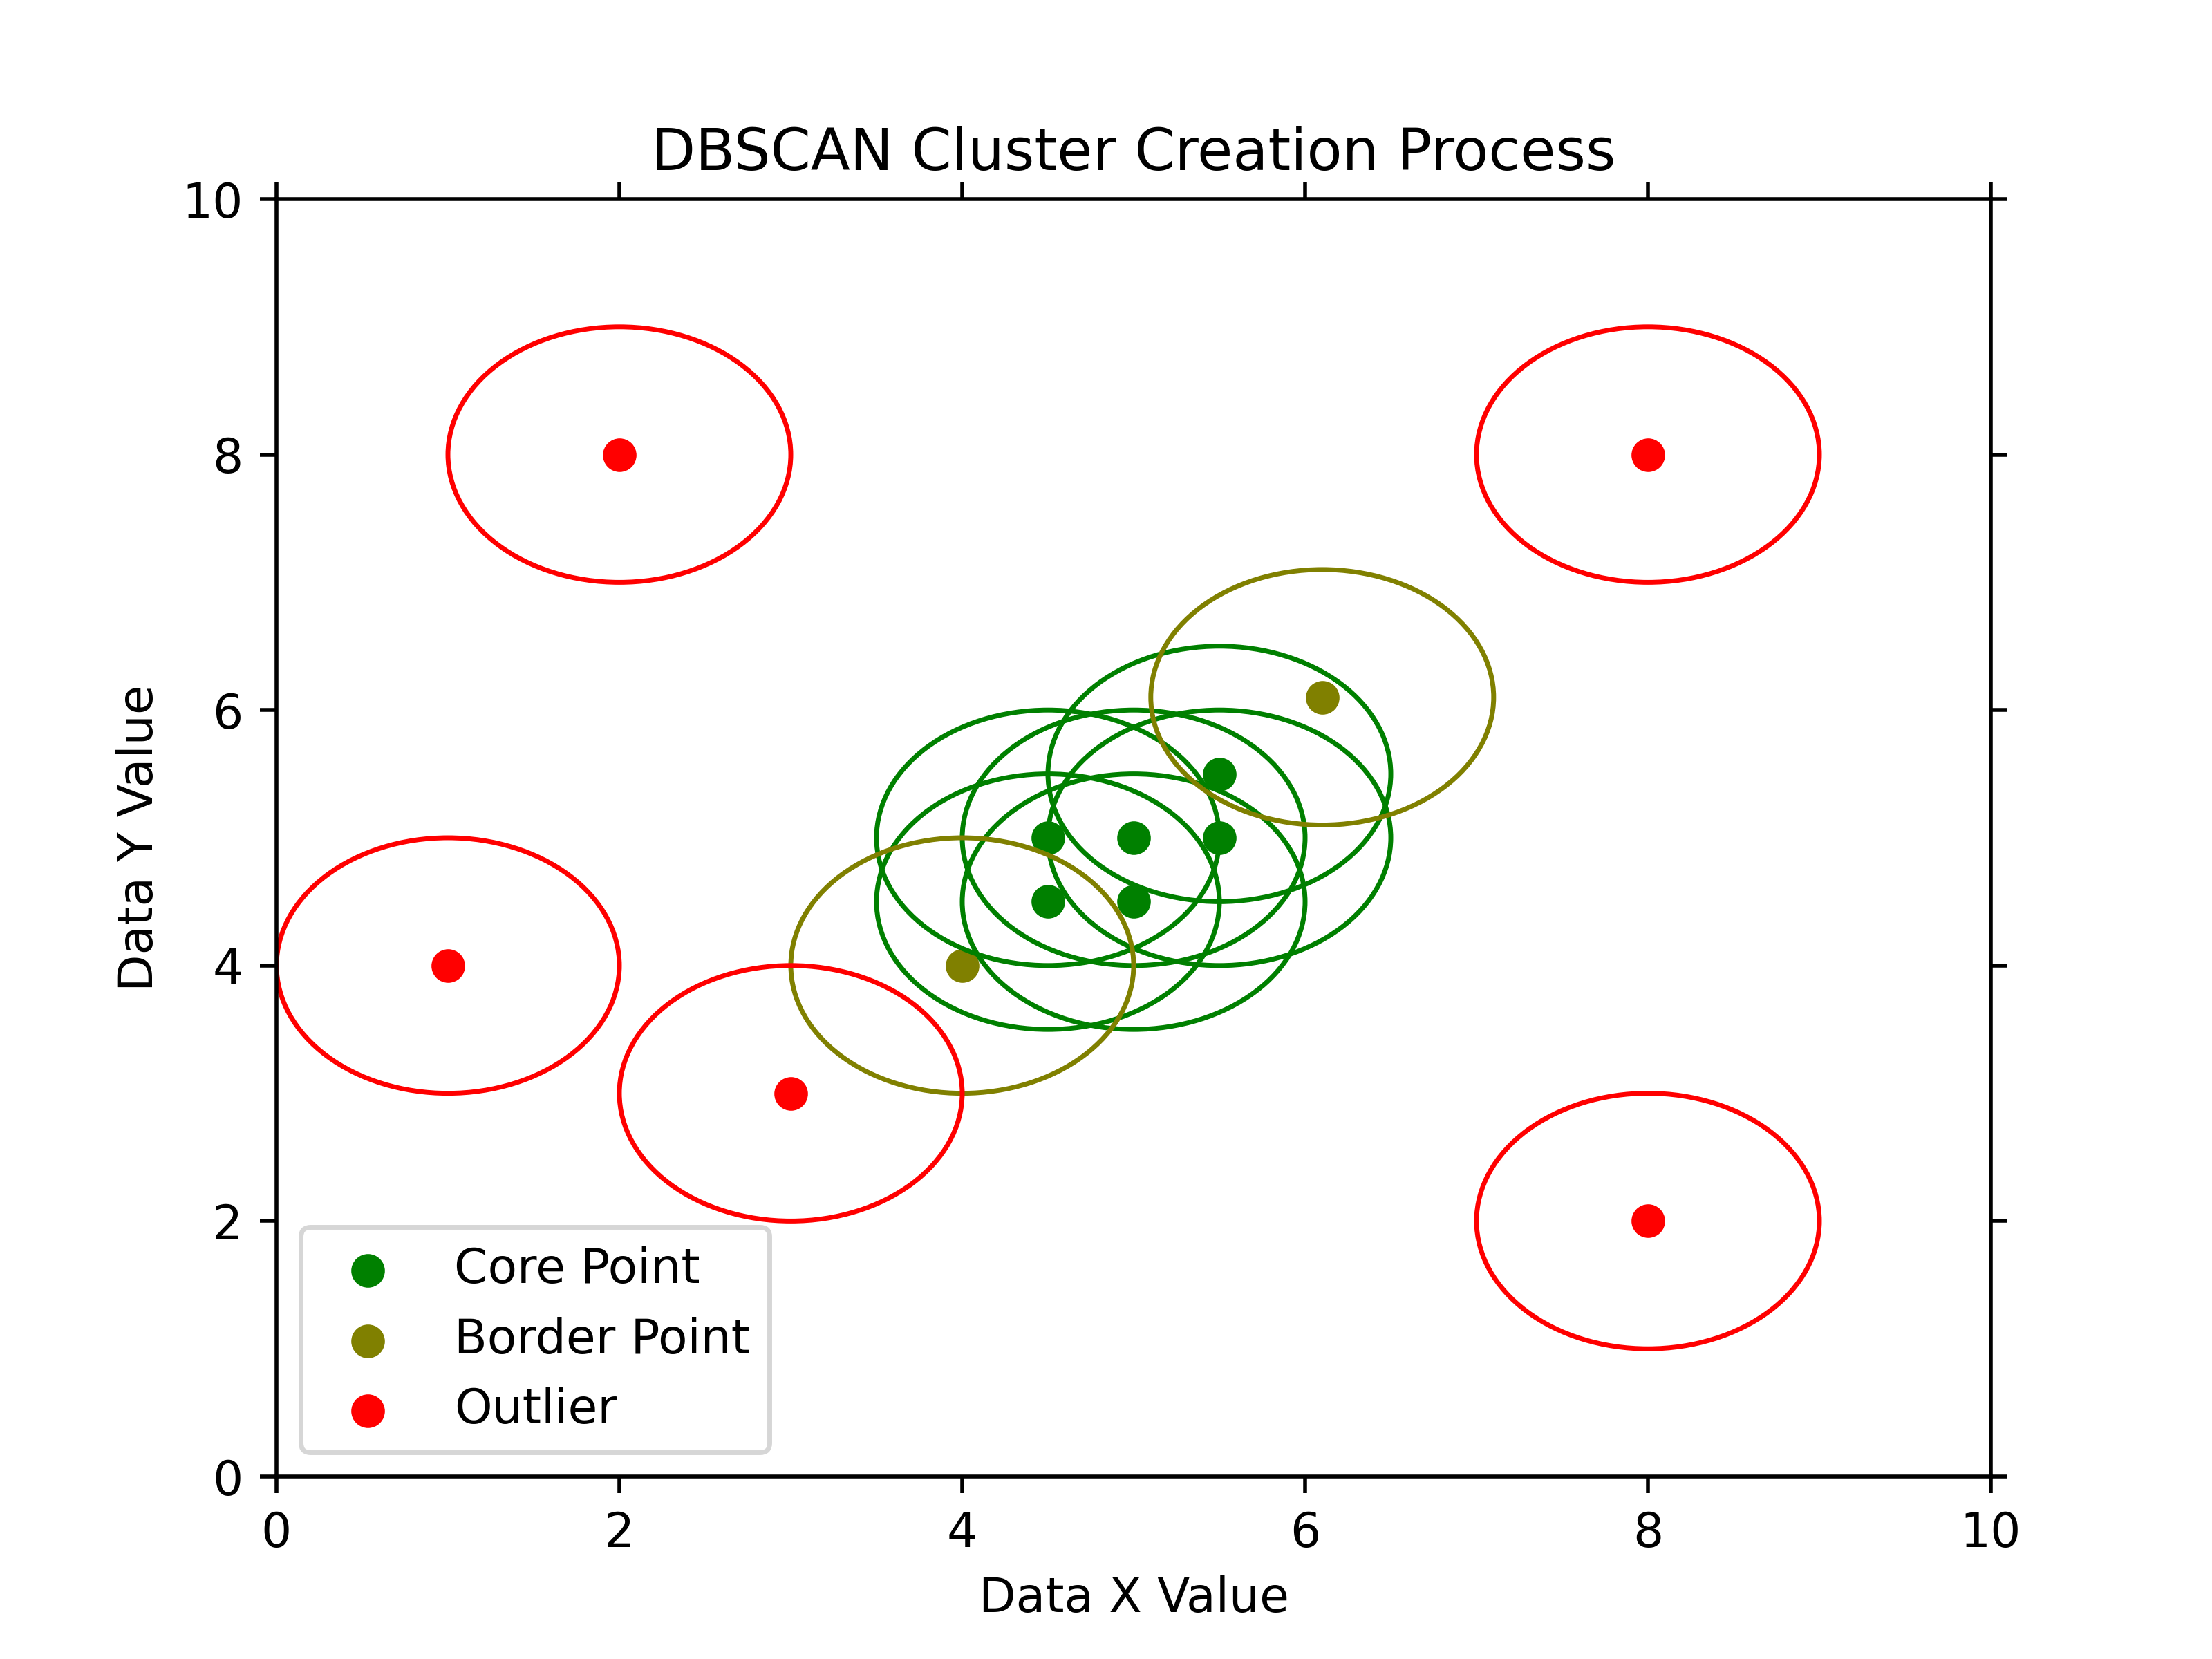 DBSCAN Cluster Creation Process
10
8
6
4
2
0
Data Y Value
Core Point
Border Point
Outlier
0 2 4 6 8 10
Data X Value